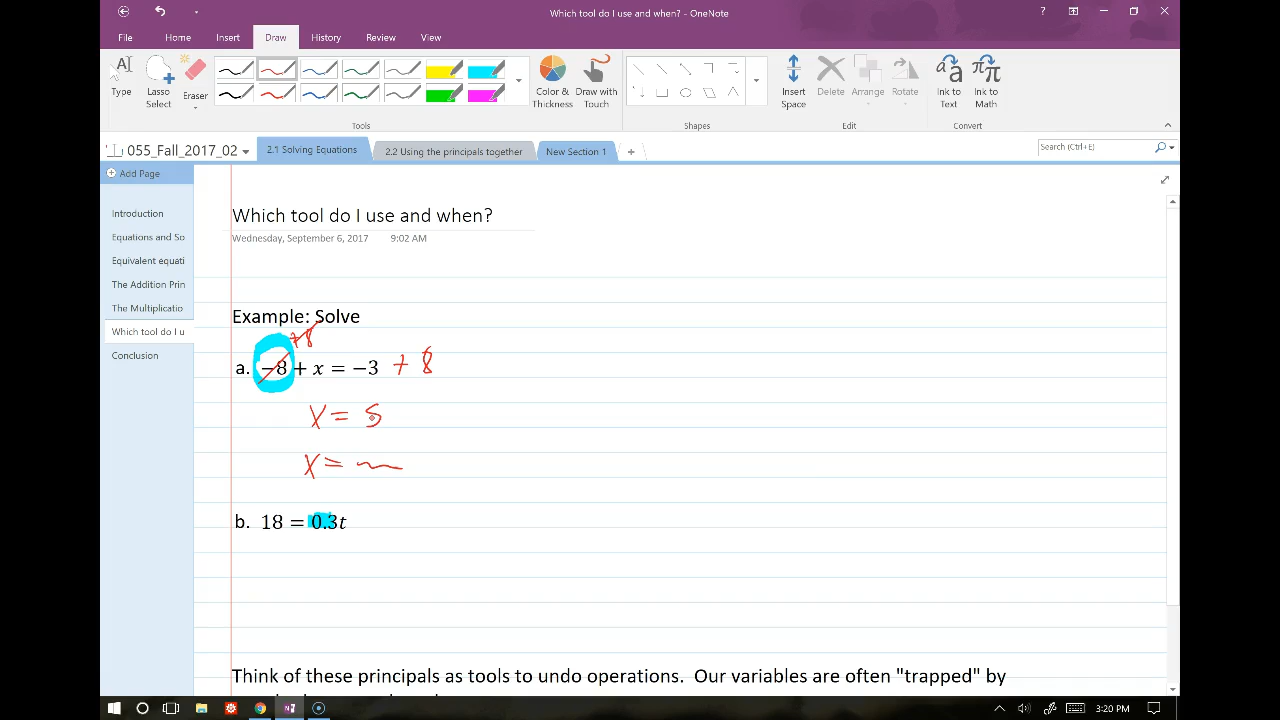 Which tool do I use and when? - OneNote
File Home Insert Draw History Review View
Type
Lasso Select
Eraser
Color & Thickness
Draw with Touch
Insert Space
Delete
Arrange
Rotate
Ink to Text
Ink to Math
Tools Shapes Edit Convert
055_Fall_2017_02
2.1 Solving Equations
2.2 Using the principals together
New Section 1
Search (Ctrl+E)
Add Page
Introduction
Equations and So
Equivalent equati
The Addition Prin
The Multiplicatio
Which tool do I u
Conclusion
Which tool do I use and when?
Wednesday, September 6, 2017 9:02 AM
Example: Solve
+8
a. −8 + x = −3 + 8
x = 5
x =
b. 18 = 0.3t
Think of these principals as tools to undo operations. Our variables are often "trapped" by
3:20 PM